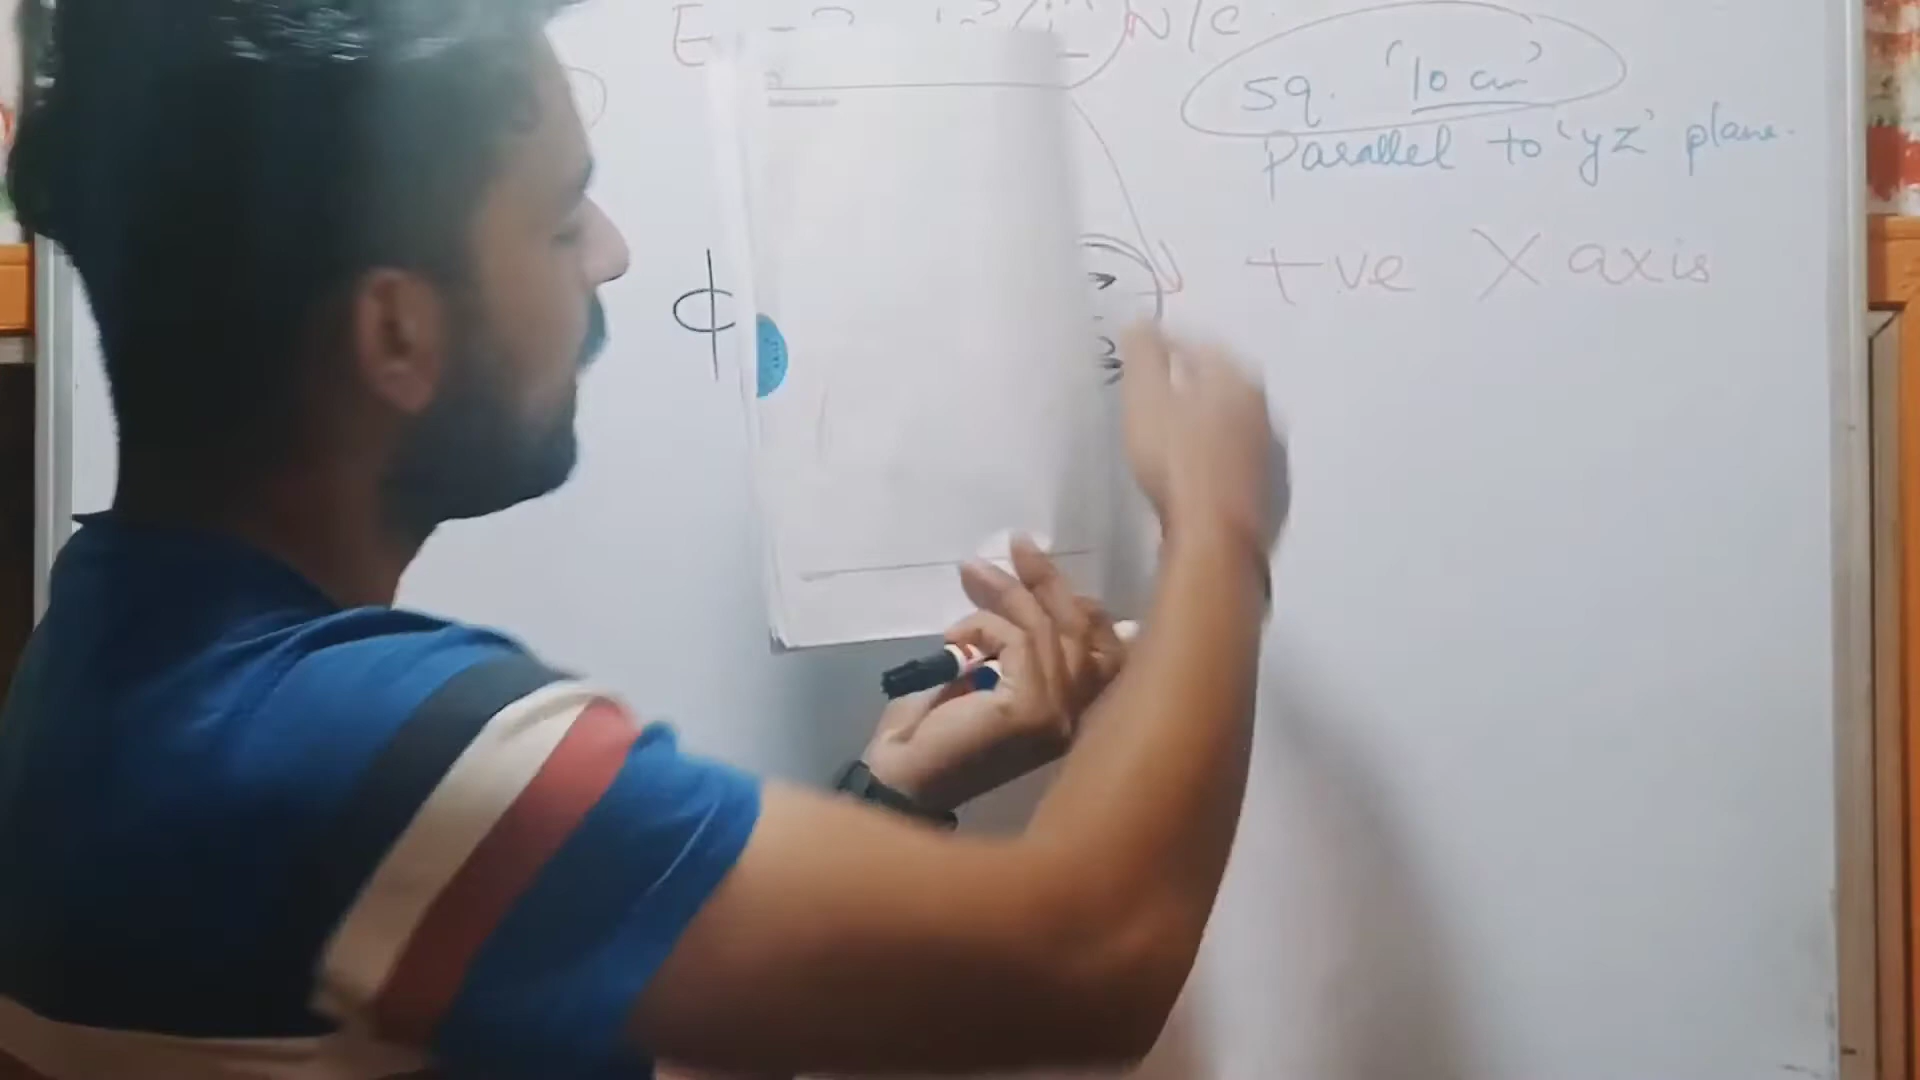 N/C
sq. '10 cm'
parallel to 'yz' plane.
+ve X axis
ϕ